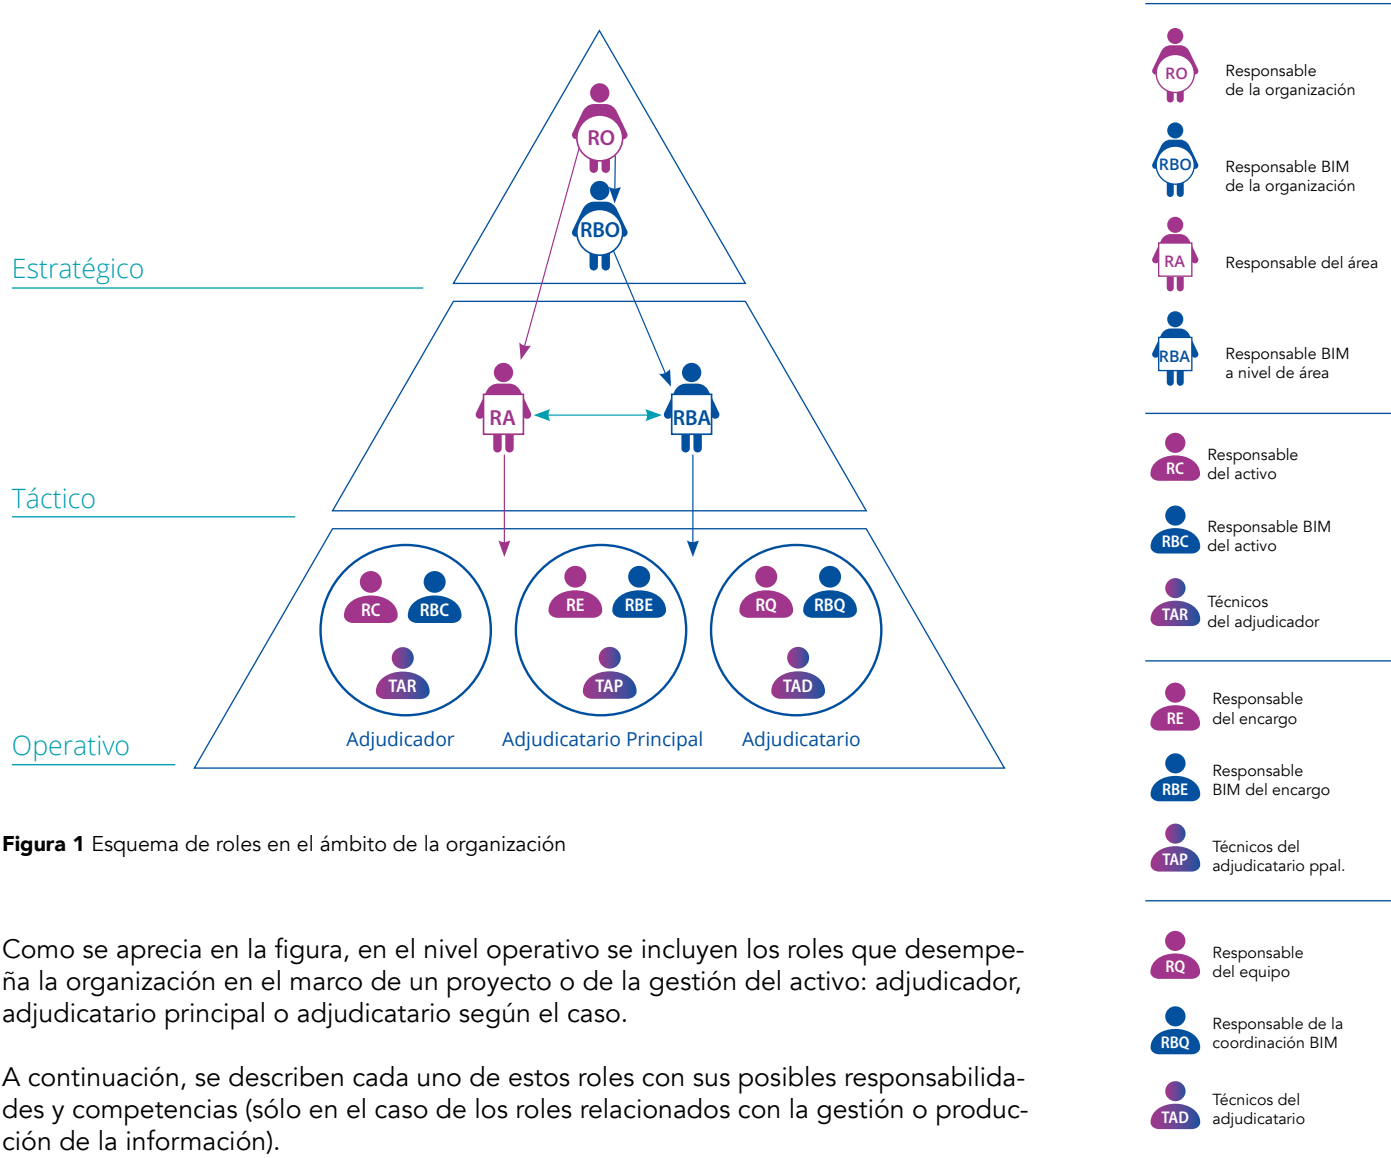 RO
RBO
Estratégico
RA
RBA
Táctico
RC
RBC
TAR
RE
RBE
TAP
RQ
RBQ
TAD
Adjudicador
Adjudicatario Principal
Adjudicatario
Operativo
Figura 1 Esquema de roles en el ámbito de la organización
Como se aprecia en la figura, en el nivel operativo se incluyen los roles que desempe-
ña la organización en el marco de un proyecto o de la gestión del activo: adjudicador,
adjudicatario principal o adjudicatario según el caso.
A continuación, se describen cada uno de estos roles con sus posibles responsabilida-
des y competencias (sólo en el caso de los roles relacionados con la gestión o produc-
ción de la información).
RO
Responsable
de la organización
RBO
Responsable BIM
de la organización
RA
Responsable del área
RBA
Responsable BIM
a nivel de área
RC
Responsable
del activo
RBC
Responsable BIM
del activo
TAR
Técnicos
del adjudicador
RE
Responsable
del encargo
RBE
Responsable
BIM del encargo
TAP
Técnicos del
adjudicatario ppal.
RQ
Responsable
del equipo
RBQ
Responsable de la
coordinación BIM
TAD
Técnicos del
adjudicatario